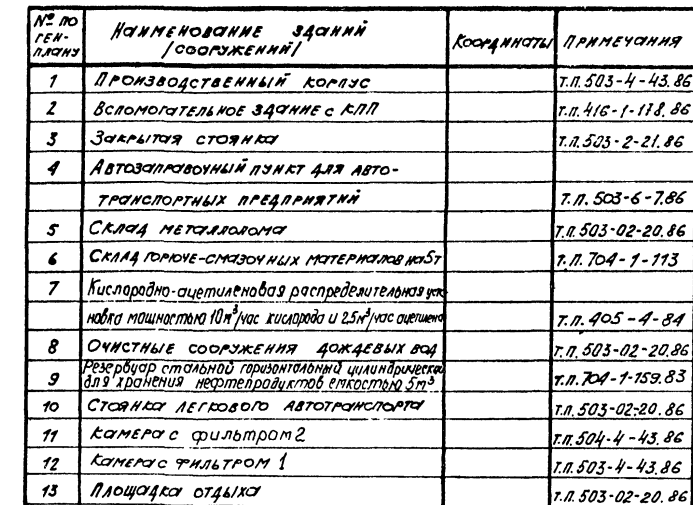 № по ген- плану Наименование зданий /сооружений/ Координаты Примечания
1 Производственный корпус т.п. 503-4-43.86
2 Вспомогательное здание с КПП т.п. 416-1-178.86
3 Закрытая стоянка т.п. 503-2-21.86
4 Автозаправочный пункт для авто-
транспортных предприятий т.п. 503-6-7.86
5 Склад металлолома т.п. 503-02-20.86
6 Склад горюче-смазочных материалов на 5т т.п. 704-1-113
7 Кислородно-ацетиленовая распределительная уста-
новка мощностью 10м³/час кислорода и 2.5м³/час ацетилена т.п. 405-4-84
8 Очистные сооружения дождевых вод т.п. 503-02-20.86
9 Резервуар стальной горизонтальный цилиндрический
для хранения нефтепродуктов емкостью 5м³ т.п. 704-1-159.83
10 Стоянка легкового автотранспорта т.п. 503-02-20.86
11 Камера с фильтром 2 т.п. 504-4-43.86
12 Камера с фильтром 1 т.п. 503-4-43.86
13 Площадка отдыха т.п. 503-02-20.86